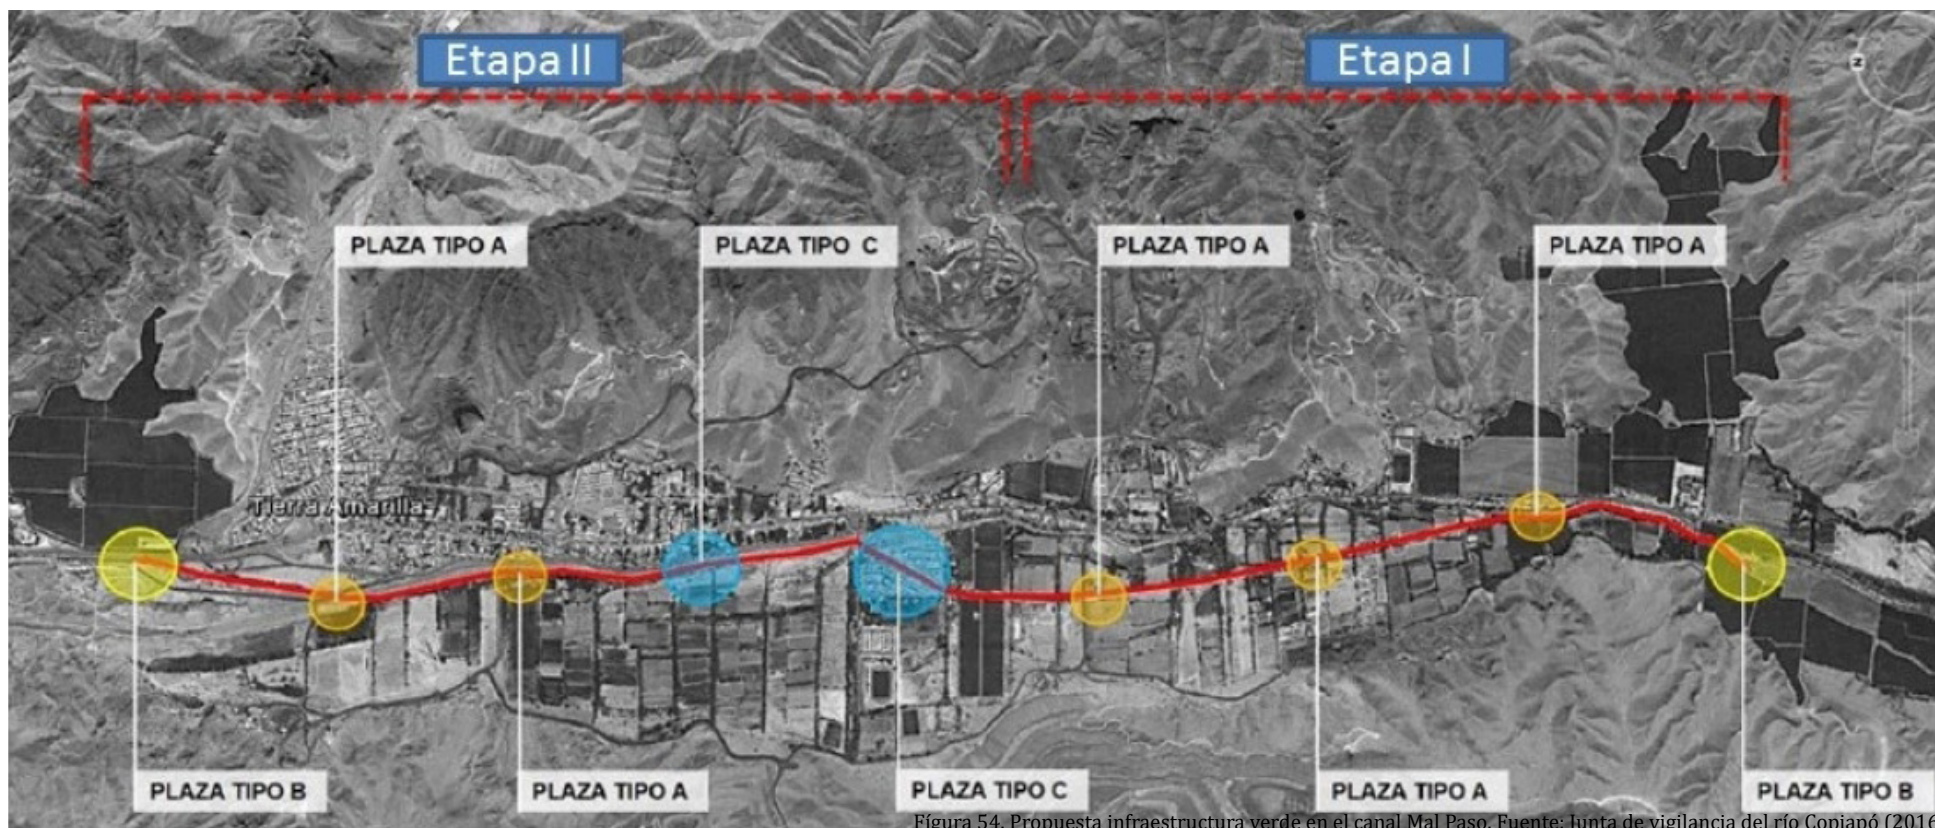 Etapa II
Etapa I
PLAZA TIPO A
PLAZA TIPO C
PLAZA TIPO A
PLAZA TIPO A
Tierra Amarilla
PLAZA TIPO B
PLAZA TIPO A
PLAZA TIPO C
PLAZA TIPO A
PLAZA TIPO B
Fígura 54. Propuesta infraestructura verde en el canal Mal Paso. Fuente: Junta de vigilancia del río Copiapó (2016
N